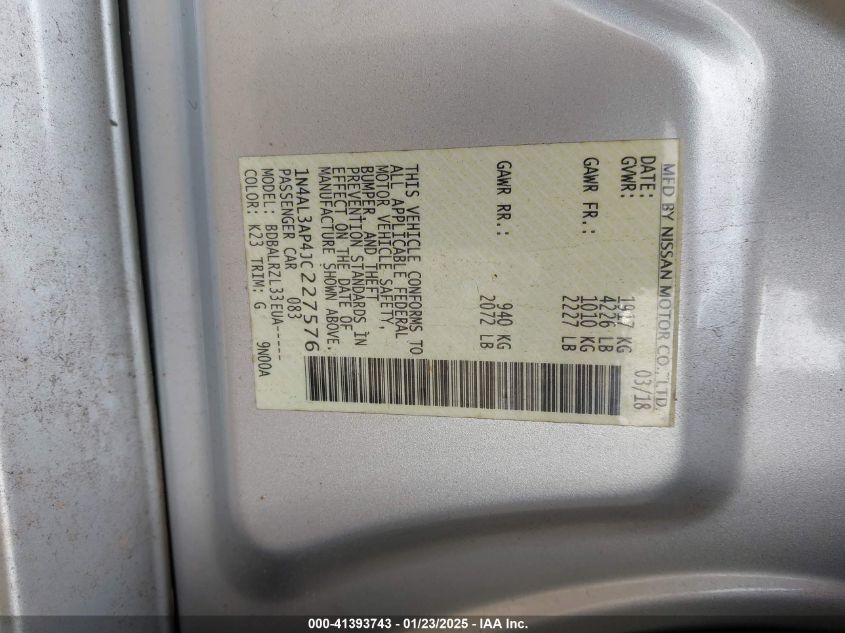 MFD BY NISSAN MOTOR CO., LTD.
DATE: 03/18
GVWR: 1917 KG
4226 LB
GAWR FR.: 1010 KG
2227 LB
GAWR RR.: 940 KG
2072 LB
THIS VEHICLE CONFORMS TO
ALL APPLICABLE FEDERAL
MOTOR VEHICLE SAFETY,
BUMPER, AND THEFT
PREVENTION STANDARDS IN
EFFECT ON THE DATE OF
MANUFACTURE SHOWN ABOVE.
1N4AL3AP4JC227576
PASSENGER CAR 083
MODEL: BDBALRZL33EUA-----
COLOR: K23 TRIM: G 9N00A
000-41393743 - 01/23/2025 - IAA Inc.